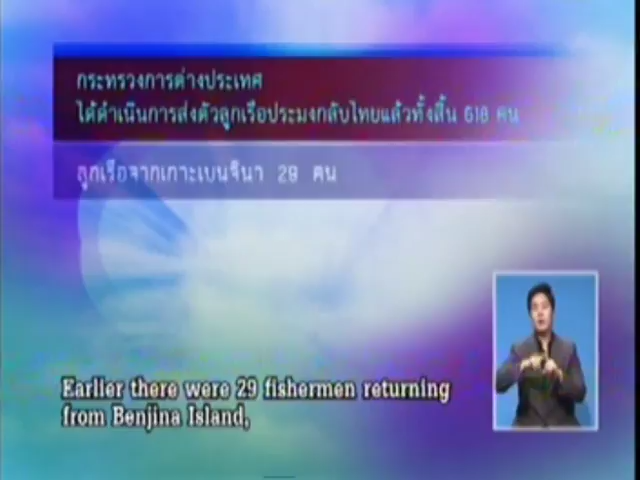 กระทรวงการต่างประเทศ
ได้ดำเนินการส่งตัวลูกเรือประมงกลับไทยแล้วทั้งสิ้น 618 คน
ลูกเรือจากเกาะเบนจินา 29 คน
Earlier there were 29 fishermen returning
from Benjina Island,